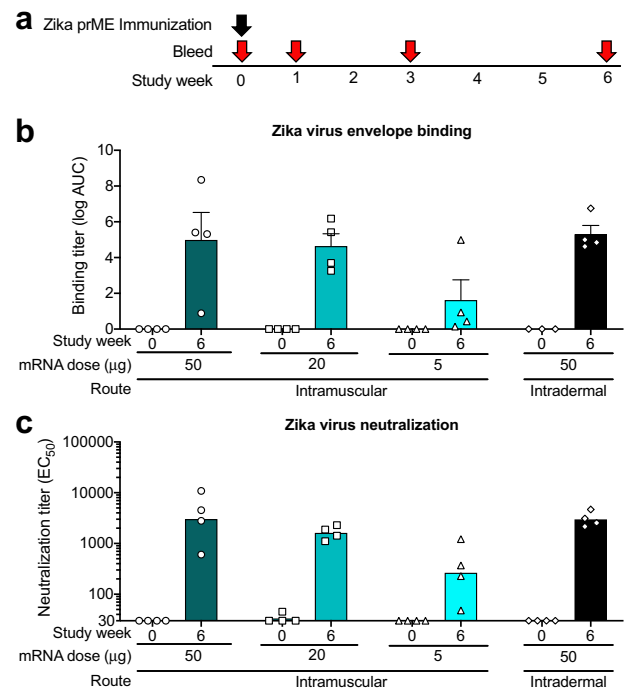 a
Zika prME Immunization
Bleed
Study week 0 1 2 3 4 5 6
b
Zika virus envelope binding
Binding titer (log AUC)
10
8
6
4
2
0
Study week 0 6 0 6 0 6 0 6
mRNA dose (μg) 50 20 5 50
Route Intramuscular Intradermal
c
Zika virus neutralization
Neutralization titer (EC50)
100000
10000
1000
100
30
Study week 0 6 0 6 0 6 0 6
mRNA dose (μg) 50 20 5 50
Route Intramuscular Intradermal